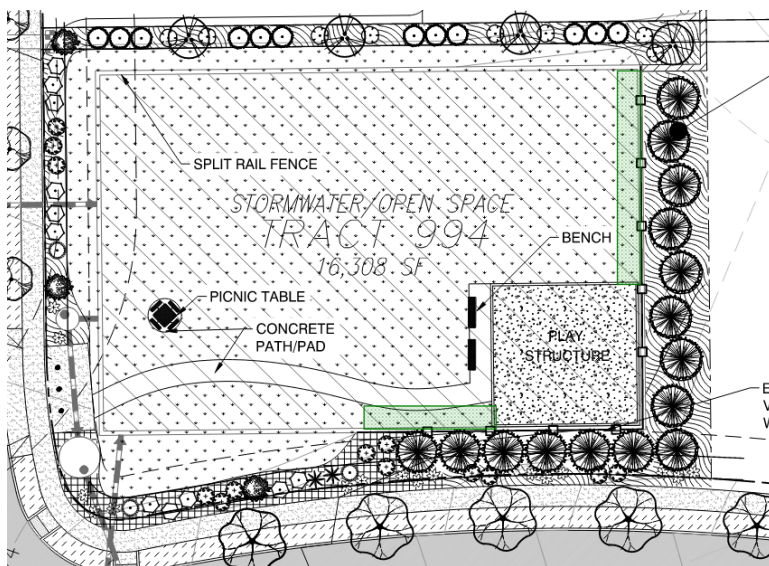 SPLIT RAIL FENCE
STORMWATER/OPEN SPACE
TRACT 994
16,308 SF
BENCH
PICNIC TABLE
CONCRETE
PATH/PAD
PLAY
STRUCTURE